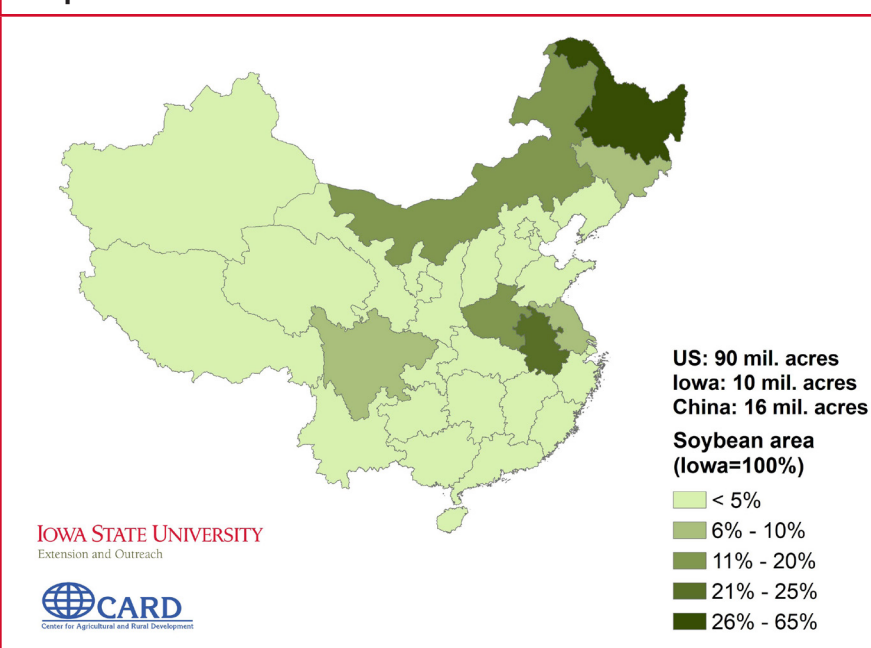 US: 90 mil. acres
Iowa: 10 mil. acres
China: 16 mil. acres
Soybean area
(Iowa=100%)
< 5%
6% - 10%
11% - 20%
21% - 25%
26% - 65%
IOWA STATE UNIVERSITY
Extension and Outreach
CARD
Center for Agricultural and Rural Development